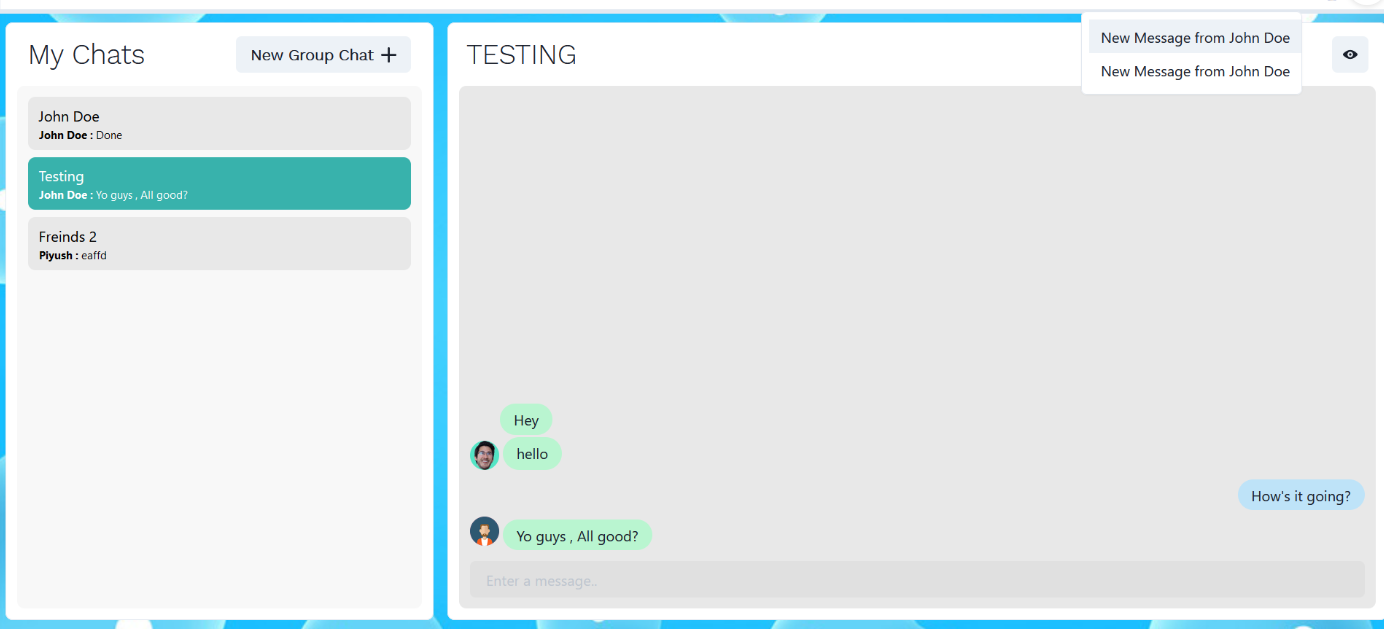 My Chats
New Group Chat +
John Doe
John Doe : Done
Testing
John Doe : Yo guys , All good?
Freinds 2
Piyush : eaffd
TESTING
New Message from John Doe
New Message from John Doe
Hey
hello
How's it going?
Yo guys , All good?
Enter a message..